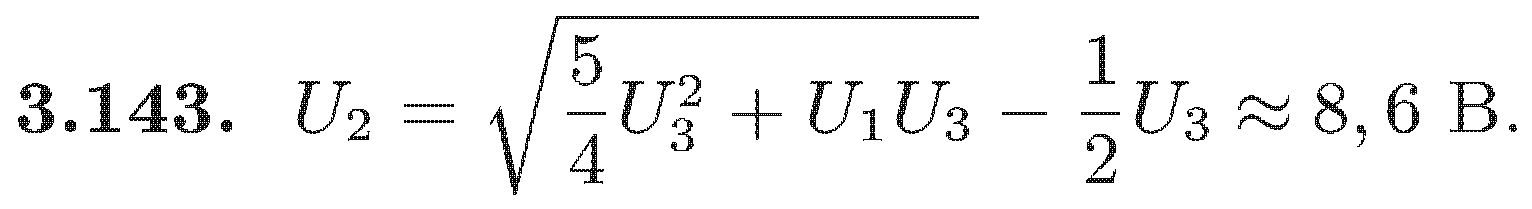 3.143. $U_2 = \sqrt{\frac{5}{4}U_3^2 + U_1U_3} - \frac{1}{2}U_3 \approx 8,6$ В.